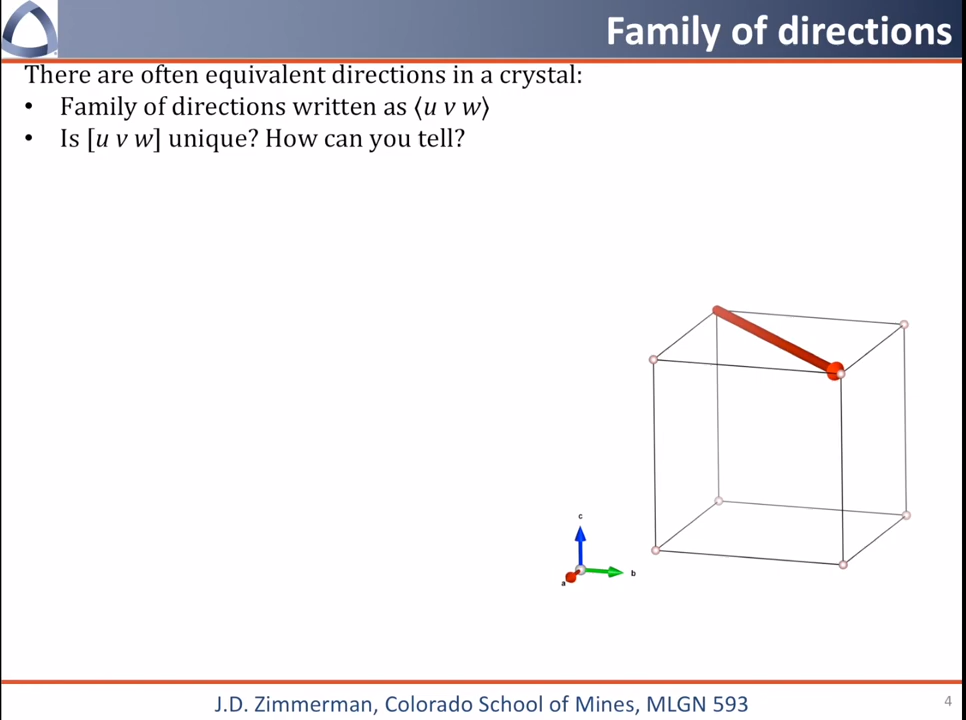 Family of directions
There are often equivalent directions in a crystal:
• Family of directions written as ⟨u v w⟩
• Is [u v w] unique? How can you tell?
c
b
a
J.D. Zimmerman, Colorado School of Mines, MLGN 593
4